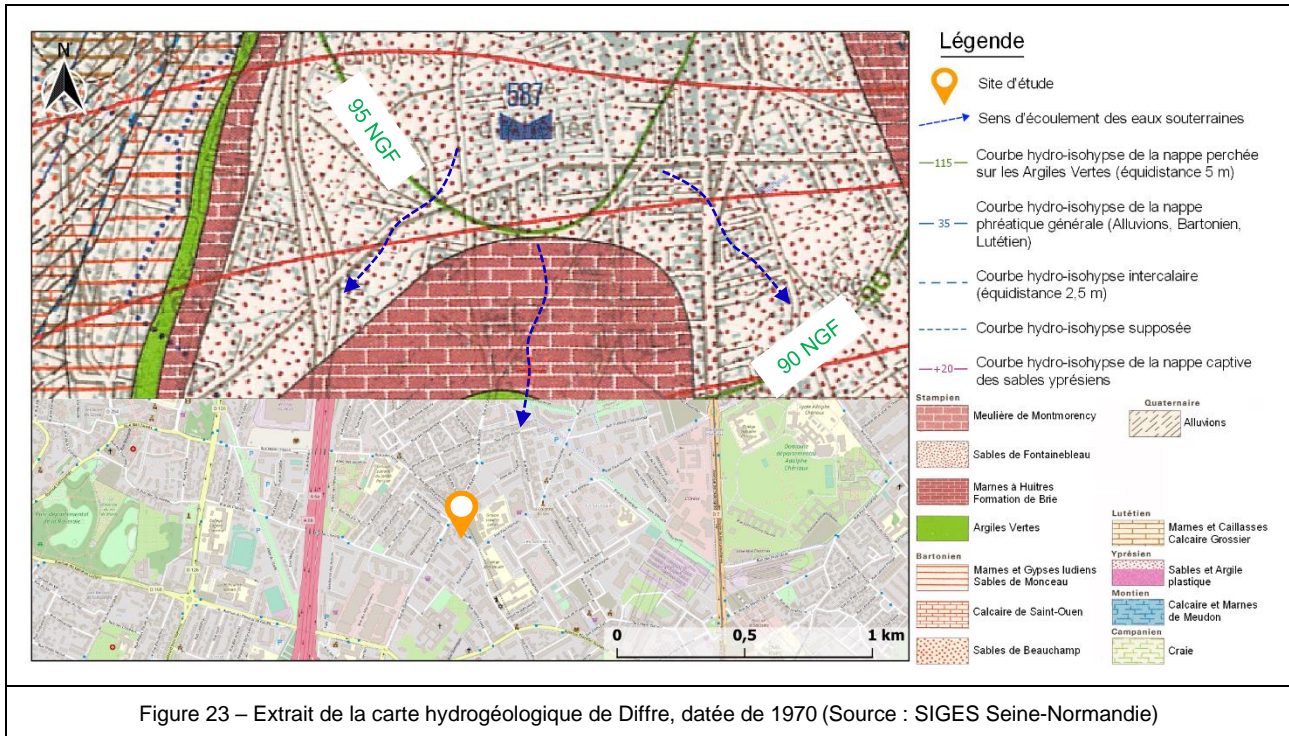 N
587
95 NGF
90 NGF
0 0,5 1 km
Légende
Site d'étude
Sens d'écoulement des eaux souterraines
115
Courbe hydro-isohypse de la nappe perchée
sur les Argiles Vertes (équidistance 5 m)
35
Courbe hydro-isohypse de la nappe
phréatique générale (Alluvions, Bartonien,
Lutétien)
Courbe hydro-isohypse intercalaire
(équidistance 2,5 m)
Courbe hydro-isohypse supposée
+20
Courbe hydro-isohypse de la nappe captive
des sables yprésiens
Stampien
Meulière de Montmorency
Sables de Fontainebleau
Marnes à Huitres
Formation de Brie
Argiles Vertes
Bartonien
Marnes et Gypses ludiens
Sables de Monceau
Calcaire de Saint-Ouen
Sables de Beauchamp
Quaternaire
Alluvions
Lutétien
Marnes et Caillasses
Calcaire Grossier
Yprésien
Sables et Argile
plastique
Montien
Calcaire et Marnes
de Meudon
Campanien
Craie
Figure 23 – Extrait de la carte hydrogéologique de Diffre, datée de 1970 (Source : SIGES Seine-Normandie)